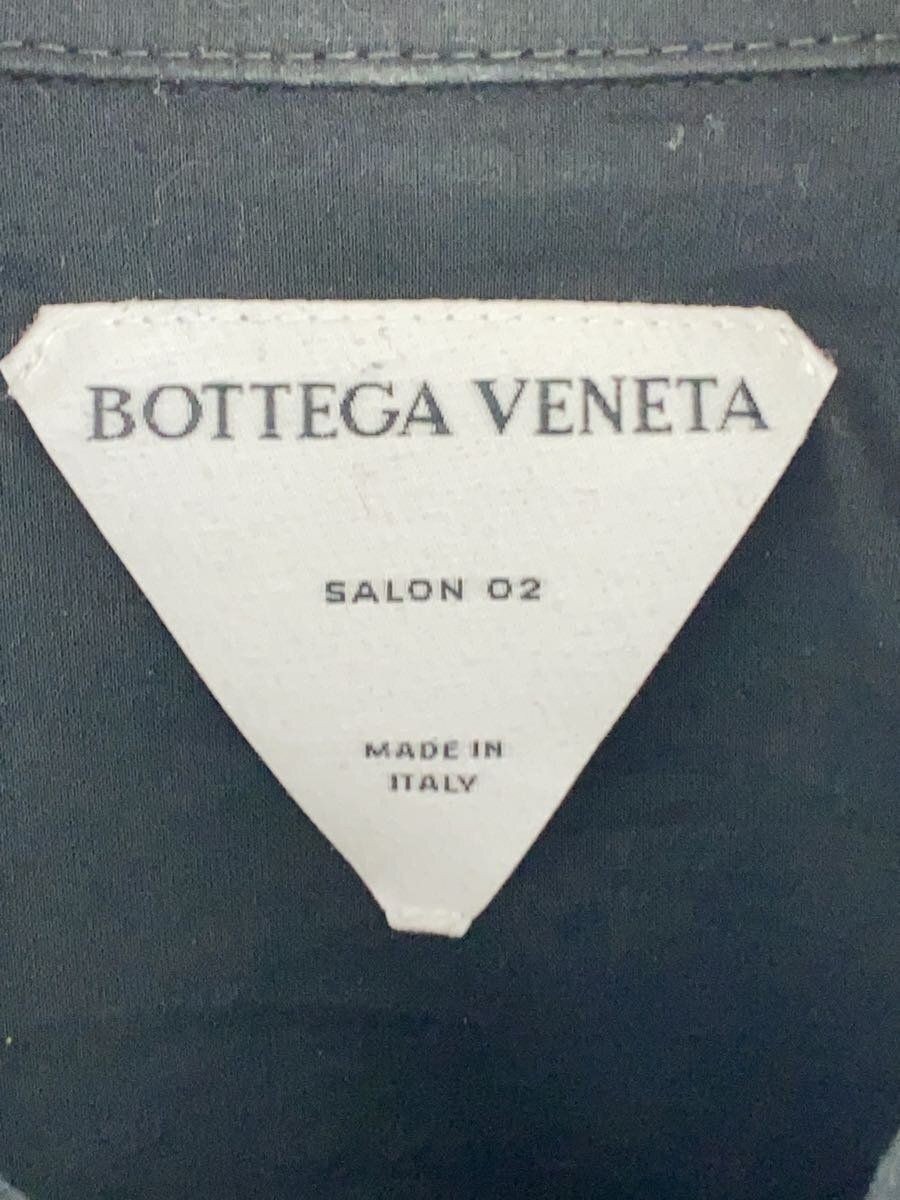 BOTTEGA VENETA
SALON 02
MADE IN
ITALY